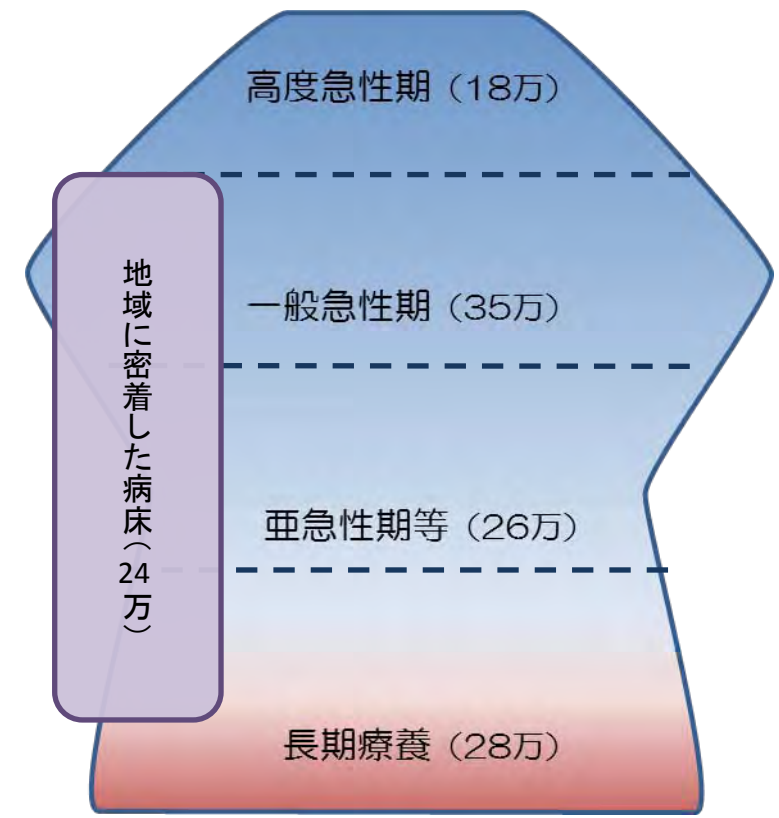 高度急性期（18万）
地域に密着した病床（24万）
一般急性期（35万）
亜急性期等（26万）
長期療養（28万）